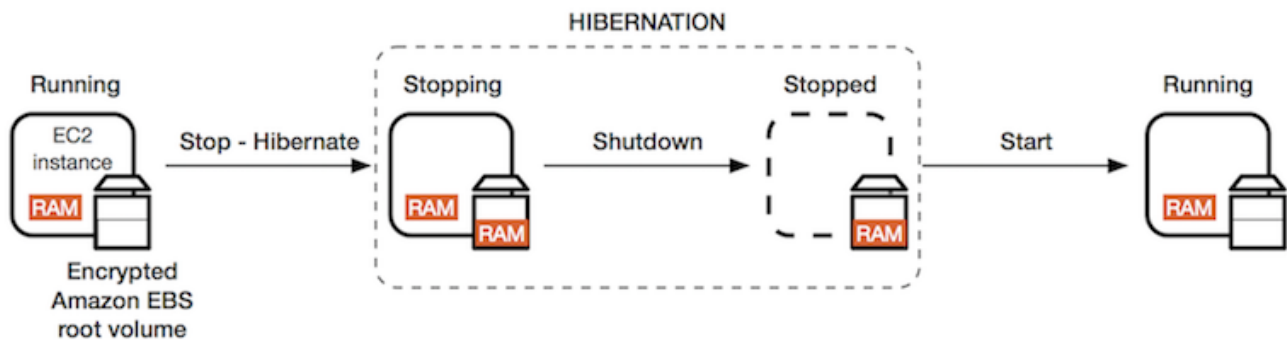 HIBERNATION
Running
Stopping
Stopped
Running
EC2
instance
Stop - Hibernate
Shutdown
Start
RAM
RAM
RAM
RAM
RAM
Encrypted
Amazon EBS
root volume